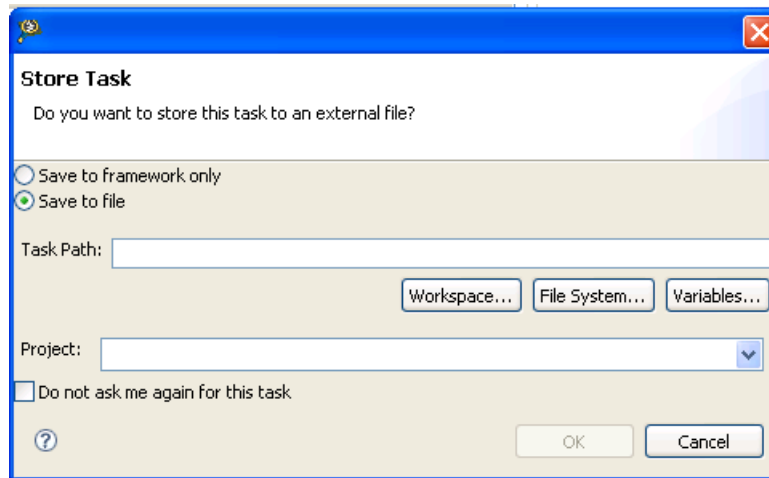 Store Task
Do you want to store this task to an external file?
Save to framework only
Save to file
Task Path:
Workspace... File System... Variables...
Project:
Do not ask me again for this task
? OK Cancel